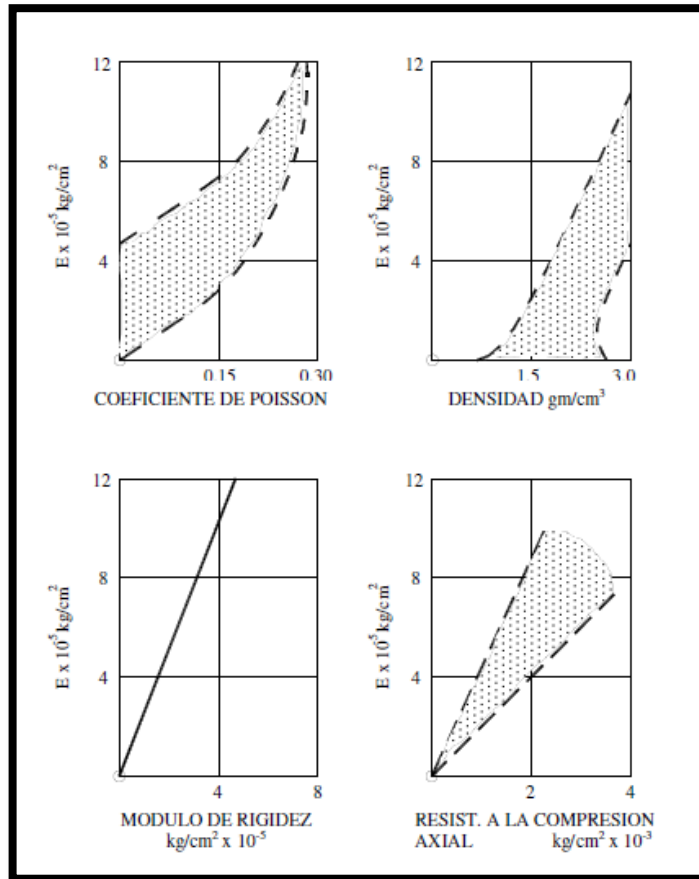 12
8
4
E x 10⁻⁵ kg/cm²
0.15 0.30
COEFICIENTE DE POISSON
12
8
4
E x 10⁻⁵ kg/cm²
1.5 3.0
DENSIDAD gm/cm³
12
8
4
E x 10⁻⁵ kg/cm²
4 8
MODULO DE RIGIDEZ
kg/cm² x 10⁻⁵
12
8
4
E x 10⁻⁵ kg/cm²
2 4
RESIST. A LA COMPRESION
AXIAL kg/cm² x 10⁻³